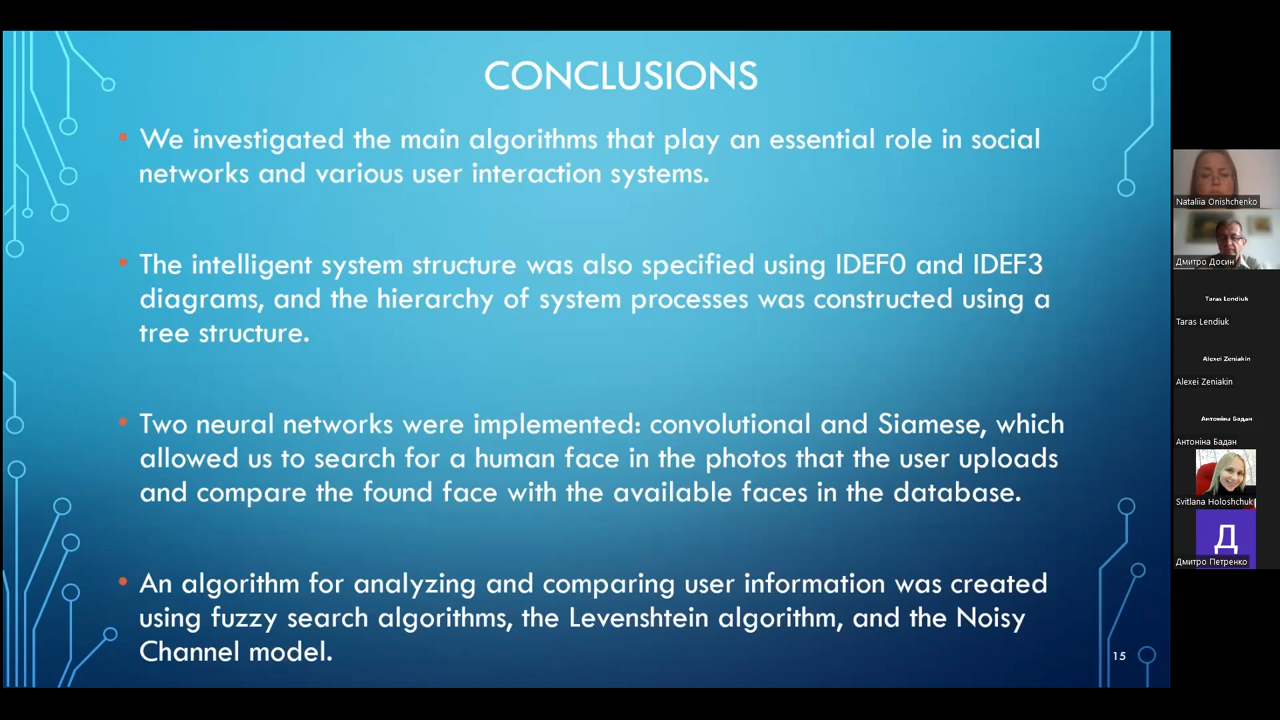 CONCLUSIONS
• We investigated the main algorithms that play an essential role in social
networks and various user interaction systems.
• The intelligent system structure was also specified using IDEF0 and IDEF3
diagrams, and the hierarchy of system processes was constructed using a
tree structure.
• Two neural networks were implemented: convolutional and Siamese, which
allowed us to search for a human face in the photos that the user uploads
and compare the found face with the available faces in the database.
• An algorithm for analyzing and comparing user information was created
using fuzzy search algorithms, the Levenshtein algorithm, and the Noisy
Channel model.
15
Nataliia Onishchenko
Дмитро Досин
Taras Lendiuk
Taras Lendiuk
Alexei Zeniakin
Alexei Zeniakin
Антоніна Бадан
Антоніна Бадан
Svitlana Holoshchuk
Д
Дмитро Петренко